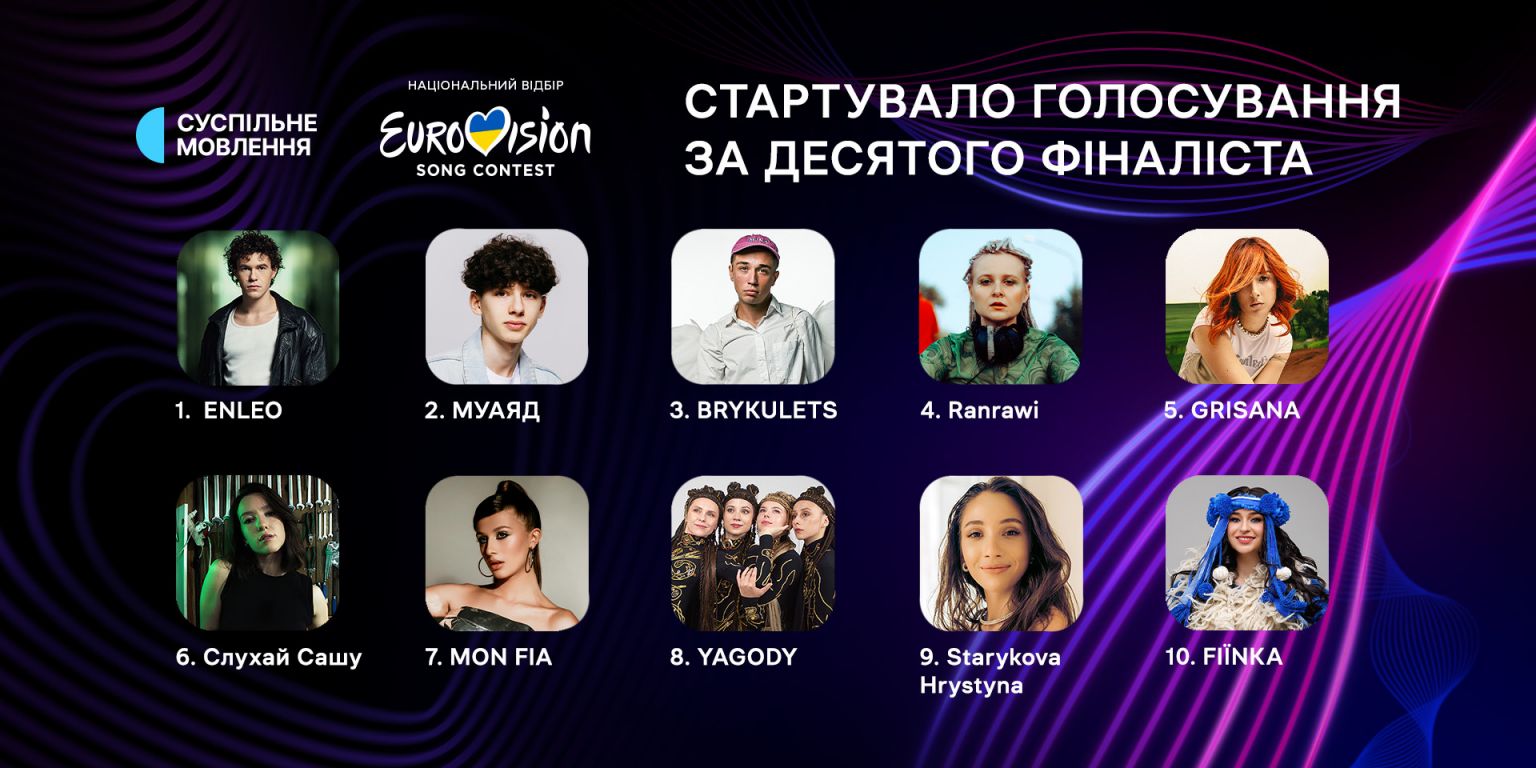 СУСПІЛЬНЕ
МОВЛЕННЯ
НАЦІОНАЛЬНИЙ ВІДБІР
EUROVISION
SONG CONTEST
СТАРТУВАЛО ГОЛОСУВАННЯ
ЗА ДЕСЯТОГО ФІНАЛІСТА
1. ENLEO
2. МУАЯД
3. BRYKULETS
4. Ranrawi
5. GRISANA
6. Слухай Сашу
7. MON FIA
8. YAGODY
9. Starykova
Hrystyna
10. FIЇNKA